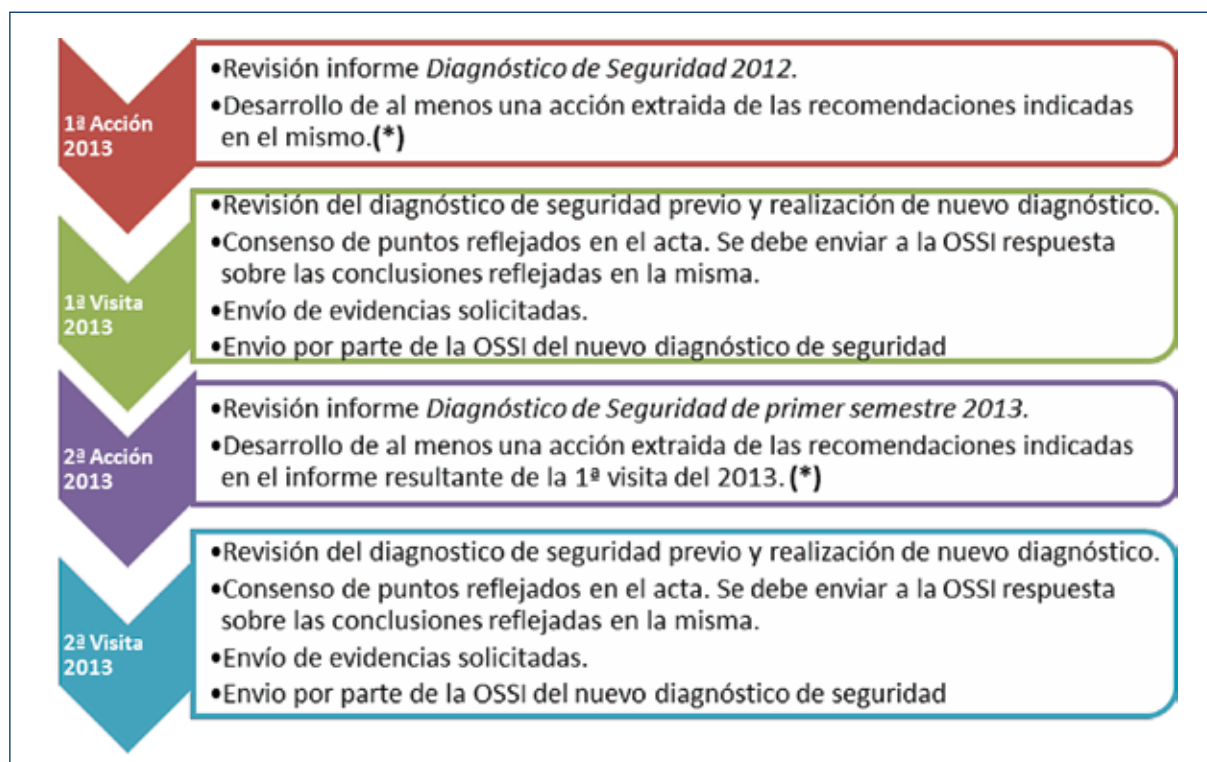 1ª Acción
2013
•Revisión informe Diagnóstico de Seguridad 2012.
•Desarrollo de al menos una acción extraida de las recomendaciones indicadas
en el mismo.(*)
1ª Visita
2013
•Revisión del diagnóstico de seguridad previo y realización de nuevo diagnóstico.
•Consenso de puntos reflejados en el acta. Se debe enviar a la OSSI respuesta
sobre las conclusiones reflejadas en la misma.
•Envío de evidencias solicitadas.
•Envio por parte de la OSSI del nuevo diagnóstico de seguridad
2ª Acción
2013
•Revisión informe Diagnóstico de Seguridad de primer semestre 2013.
•Desarrollo de al menos una acción extraida de las recomendaciones indicadas
en el informe resultante de la 1ª visita del 2013. (*)
2ª Visita
2013
•Revisión del diagnostico de seguridad previo y realización de nuevo diagnóstico.
•Consenso de puntos reflejados en el acta. Se debe enviar a la OSSI respuesta
sobre las conclusiones reflejadas en la misma.
•Envío de evidencias solicitadas.
•Envio por parte de la OSSI del nuevo diagnóstico de seguridad